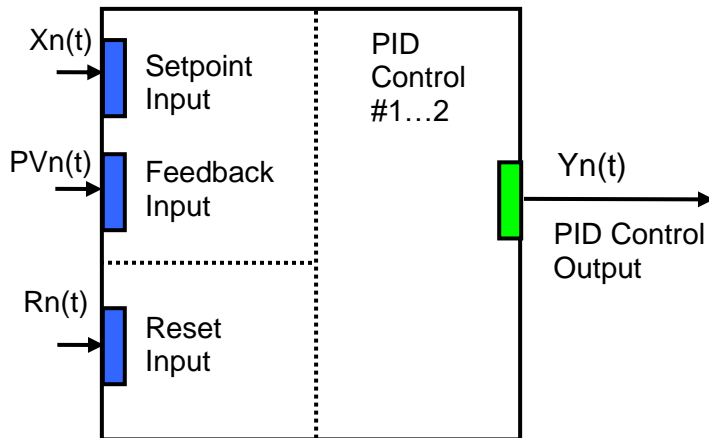 Xn(t)
Setpoint
Input
PID
Control
#1…2
PVn(t)
Feedback
Input
Yn(t)
PID Control
Output
Rn(t)
Reset
Input